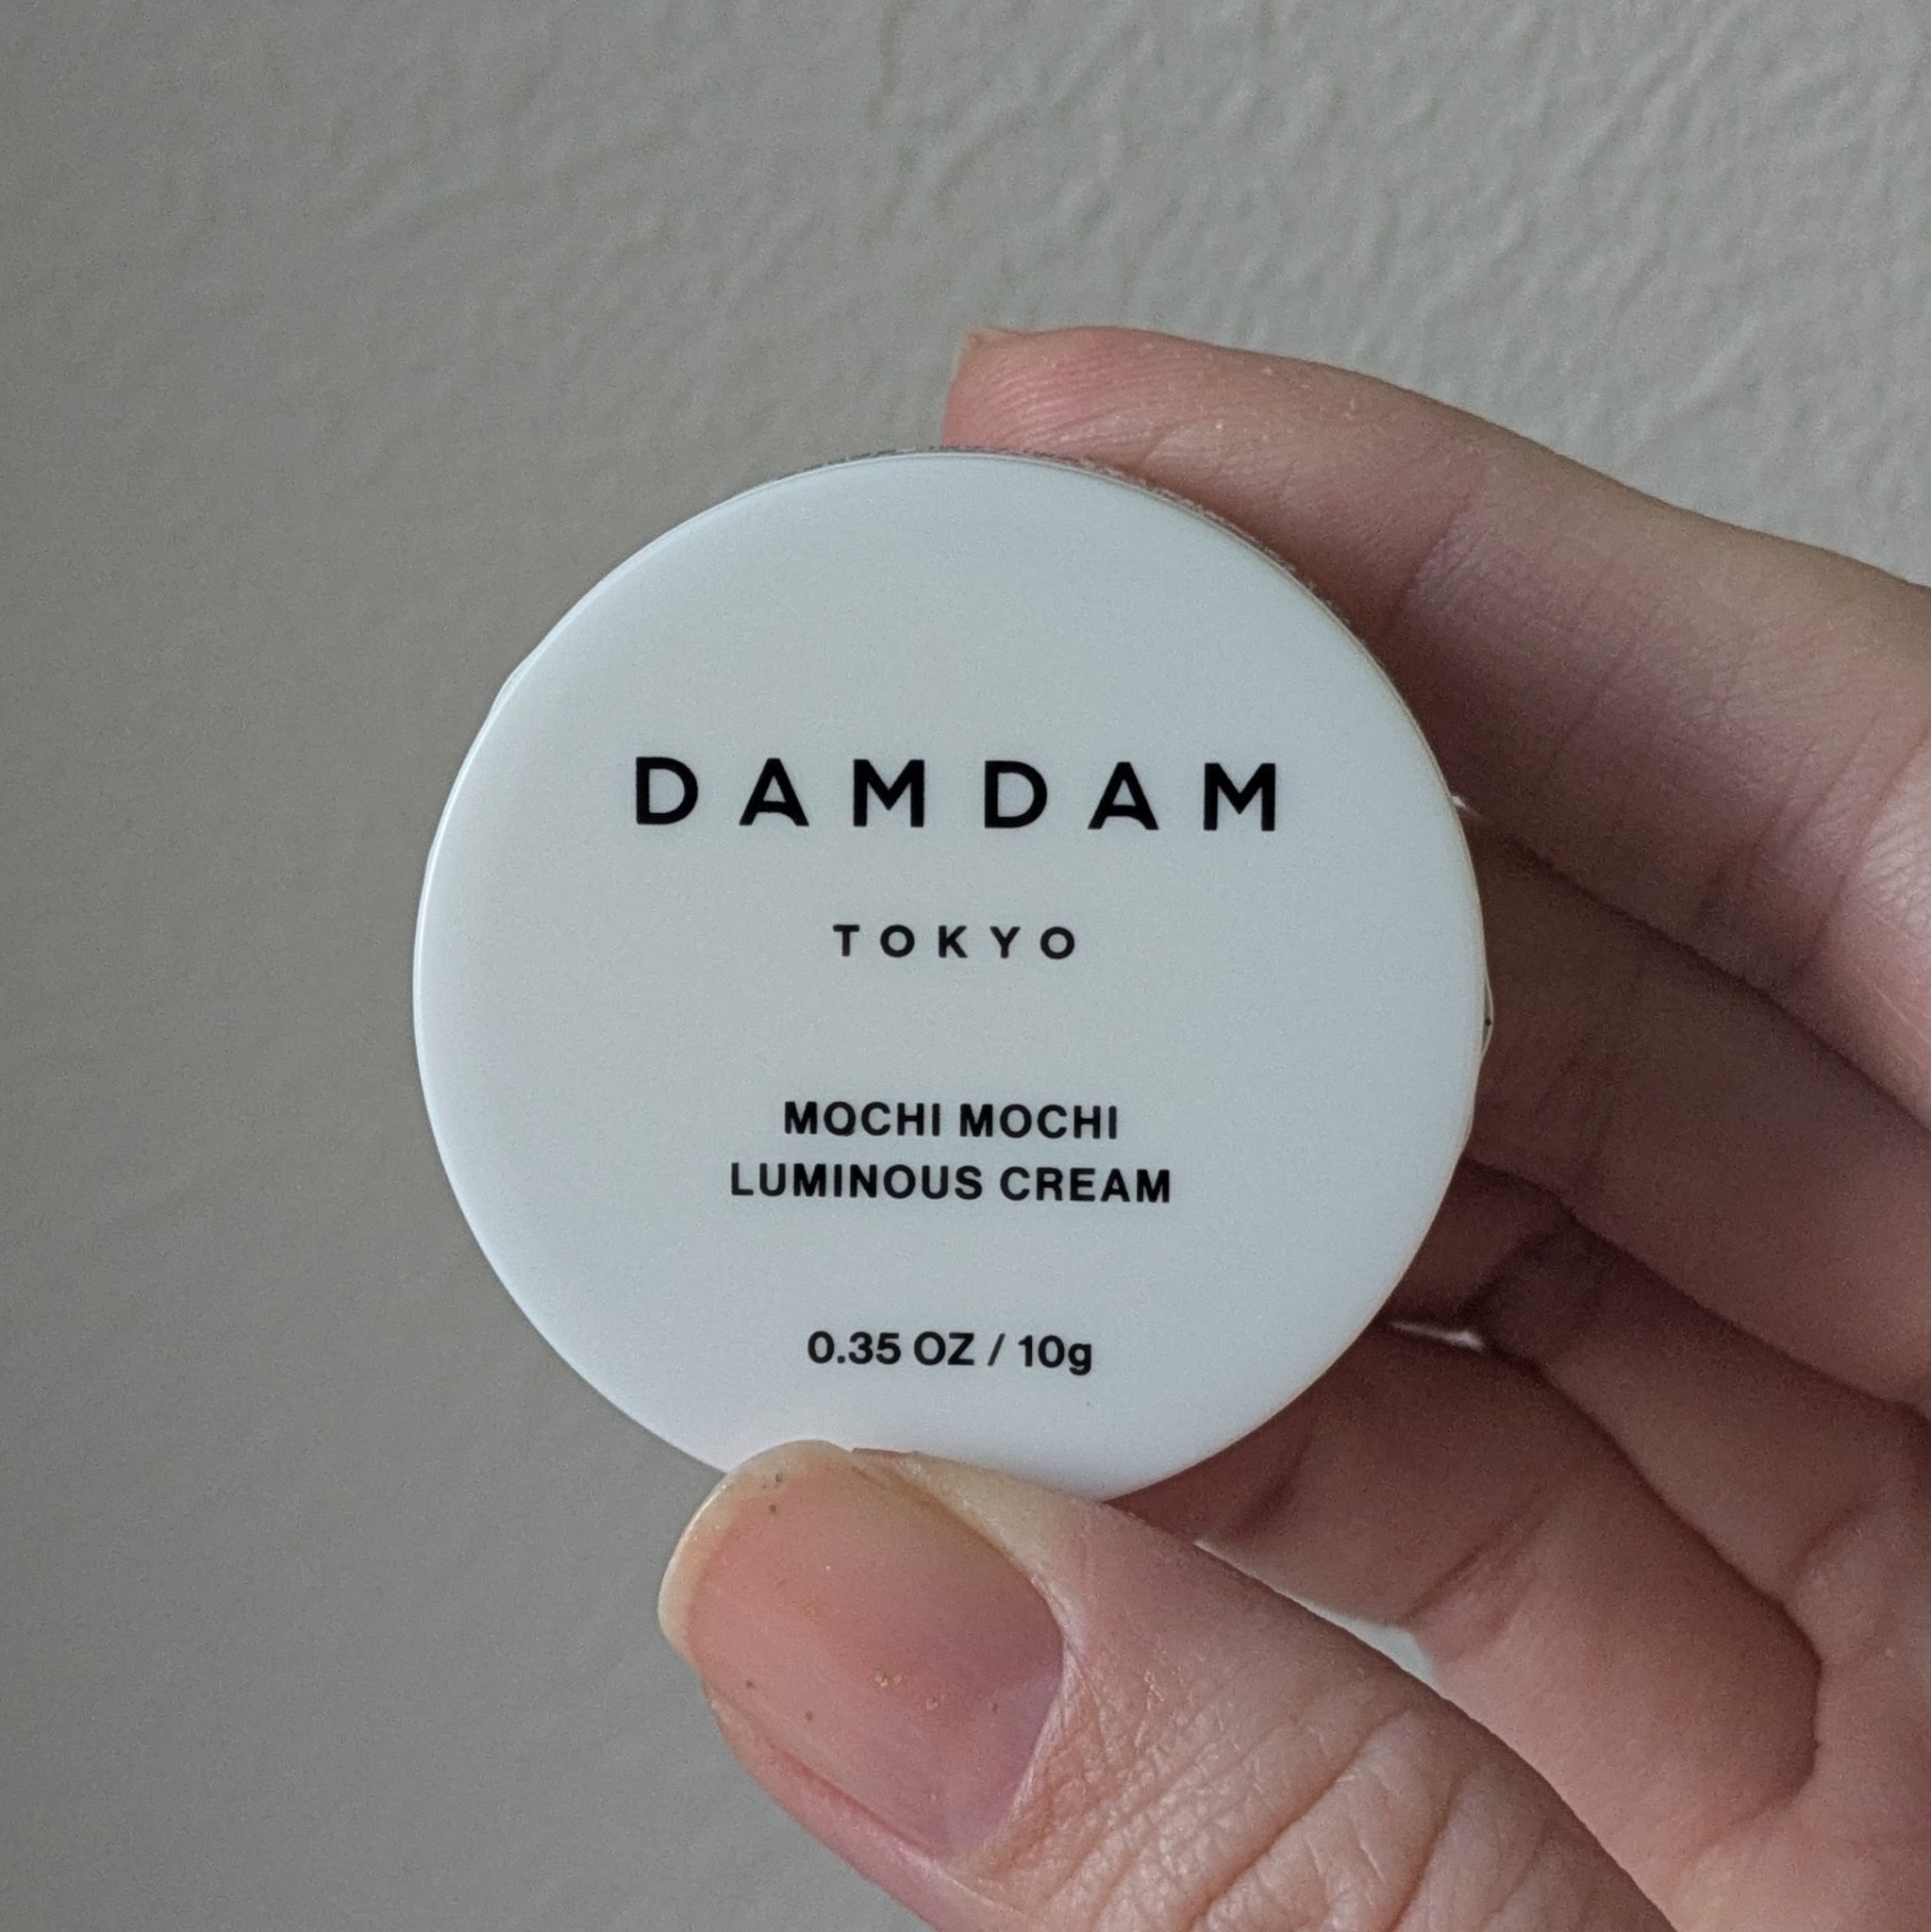 DAMDAM
TOKYO
MOCHI MOCHI
LUMINOUS CREAM
0.35 OZ / 10g